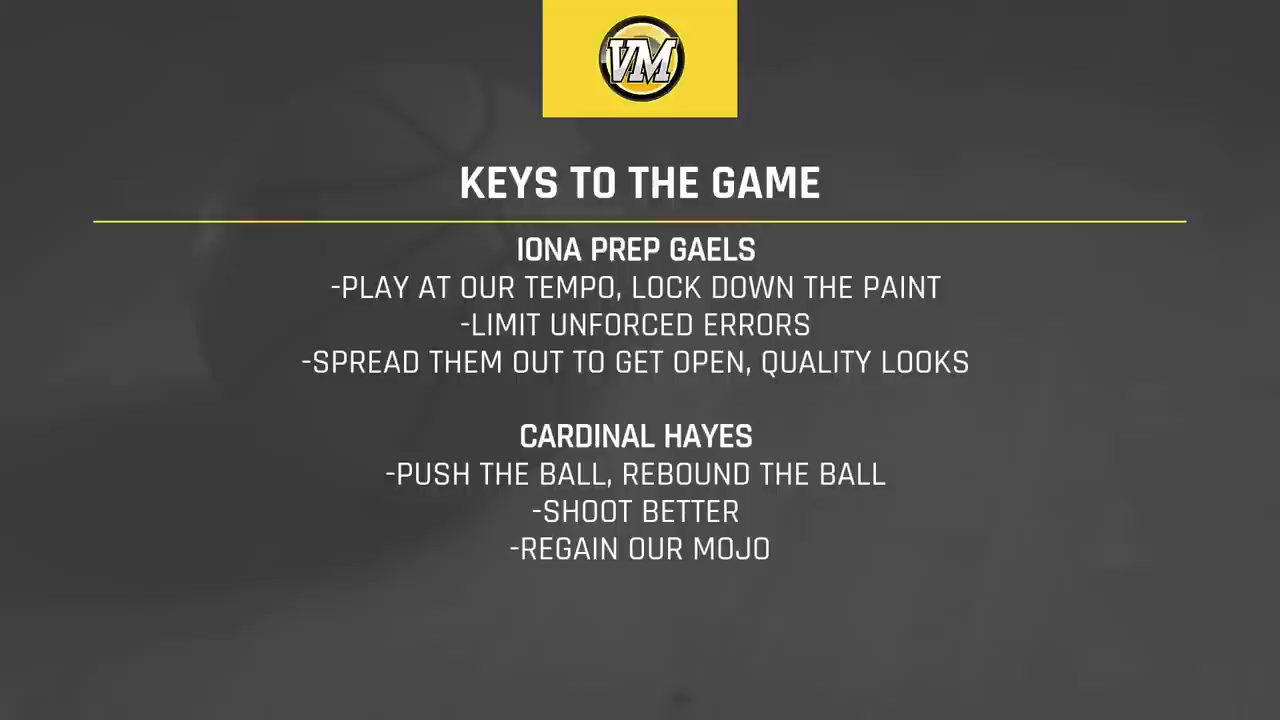 VM
KEYS TO THE GAME
IONA PREP GAELS
-PLAY AT OUR TEMPO, LOCK DOWN THE PAINT
-LIMIT UNFORCED ERRORS
-SPREAD THEM OUT TO GET OPEN, QUALITY LOOKS
CARDINAL HAYES
-PUSH THE BALL, REBOUND THE BALL
-SHOOT BETTER
-REGAIN OUR MOJO